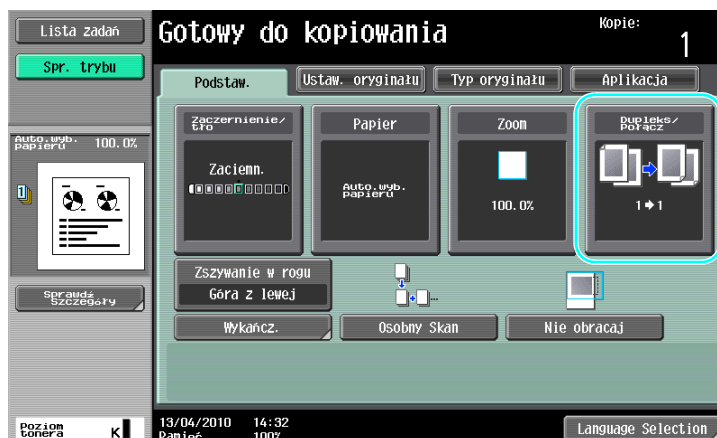 Lista zadań
Gotowy do kopiowania
Kopie:
1
Spr. trybu
Podstaw.
Ustaw. oryginału
Typ oryginału
Aplikacja
Auto.wyb.
papieru
100.0%
1
Zaczernienie/
tło
Zaciemn.
Papier
Auto.wyb.
papieru
Zoom
100.0%
Dupleks/
Połącz
1➜1
Sprawdź
Szczegóły
Zszywanie w rogu
Góra z lewej
Wykańcz.
Osobny Skan
Nie obracaj
Poziom
tonera
K
13/04/2010 14:32
Pamięć 100%
Language Selection